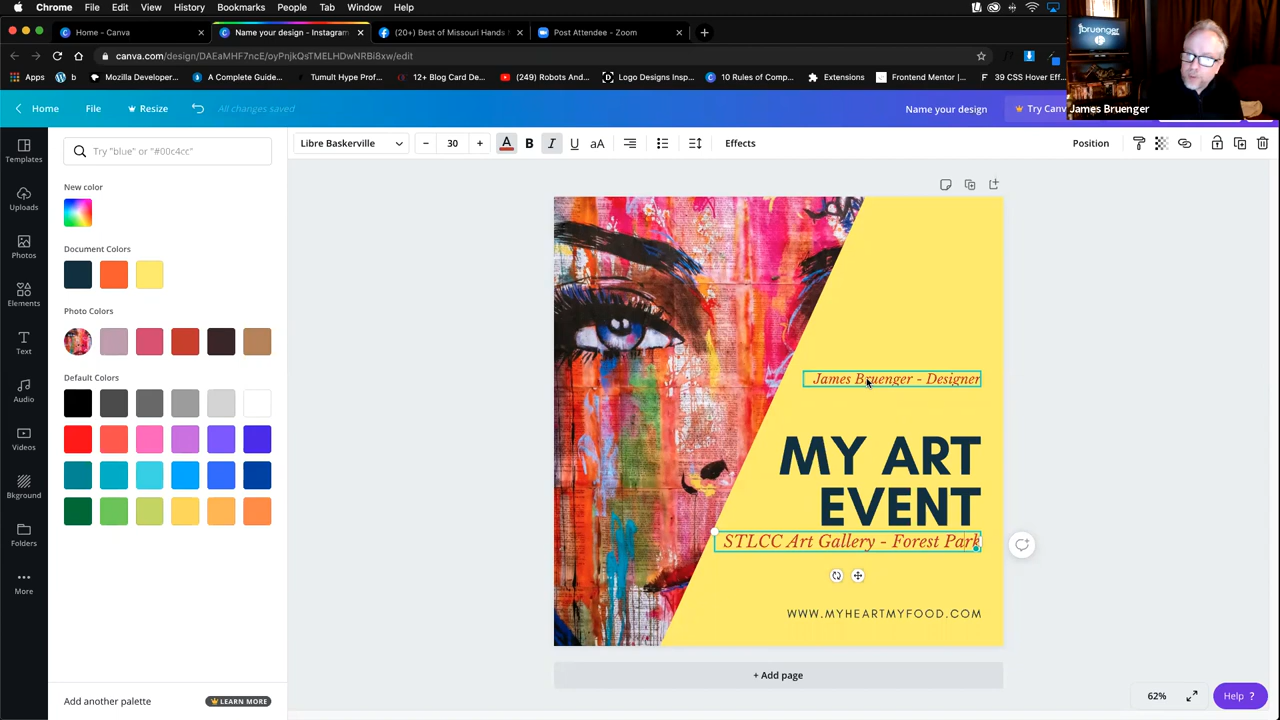 Chrome File Edit View History Bookmarks People Tab Window Help
Home - Canva
Name your design - Instagram
(20+) Best of Missouri Hands
Post Attendee - Zoom
canva.com/design/DAEaMHF7ncE/oyPnjkQsTMELHDwNRBi8xw/edit
Apps
b
Mozilla Developer...
A Complete Guide...
Tumult Hype Pro F...
12+ Blog Card De...
(249) Robots And...
Logo Designs Insp...
10 Rules of Comp...
Extensions
Frontend Mentor |...
39 CSS Hover Eff...
bruenger
James Bruenger
Home
File
Resize
All changes saved
Name your design
Try Canv
Templates
Uploads
Photos
Elements
Text
Audio
Videos
Bkground
Folders
More
Try "blue" or "#00c4cc"
New color
Document Colors
Photo Colors
Default Colors
Add another palette
LEARN MORE
Libre Baskerville
– 30 +
A B I U aA
Effects
Position
James Bruenger - Designer
MY ART
EVENT
STLCC Art Gallery - Forest Park
WWW.MYHEARTMYFOOD.COM
+ Add page
62%
Help ?